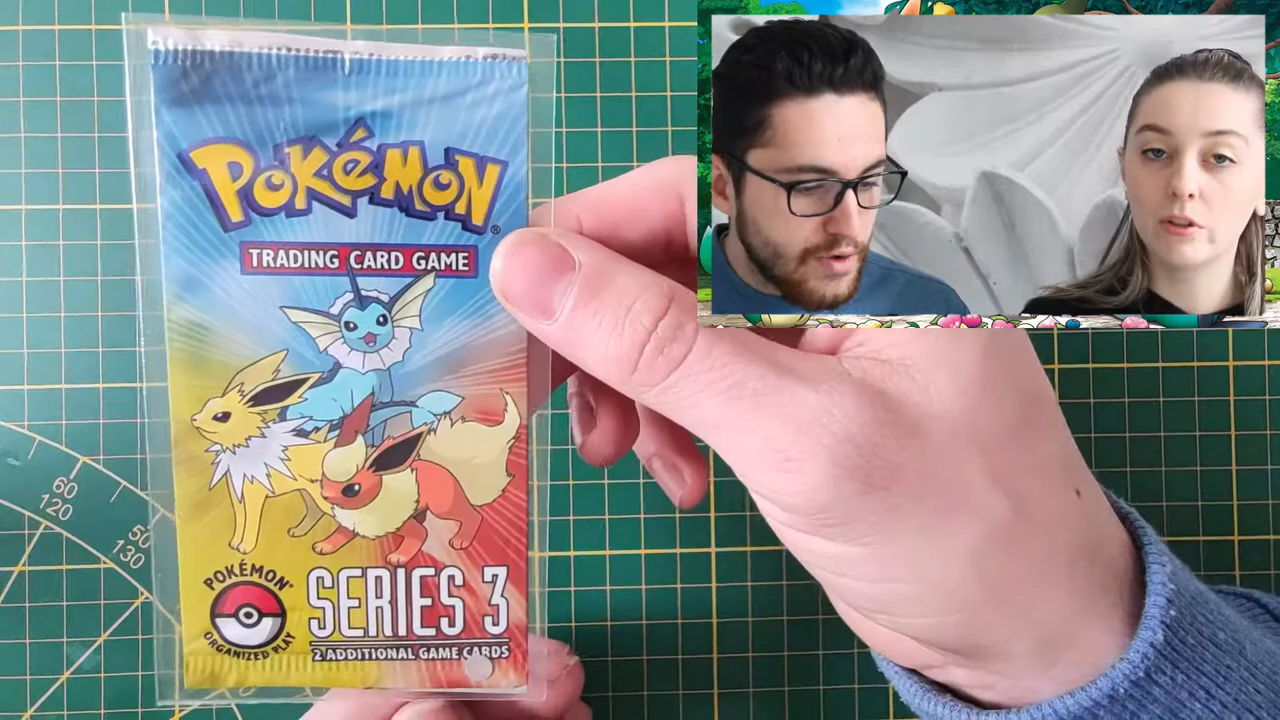 POKéMON®
TRADING CARD GAME
POKÉMON
ORGANIZED PLAY
SERIES 3
2 ADDITIONAL GAME CARDS
60
120
50
130